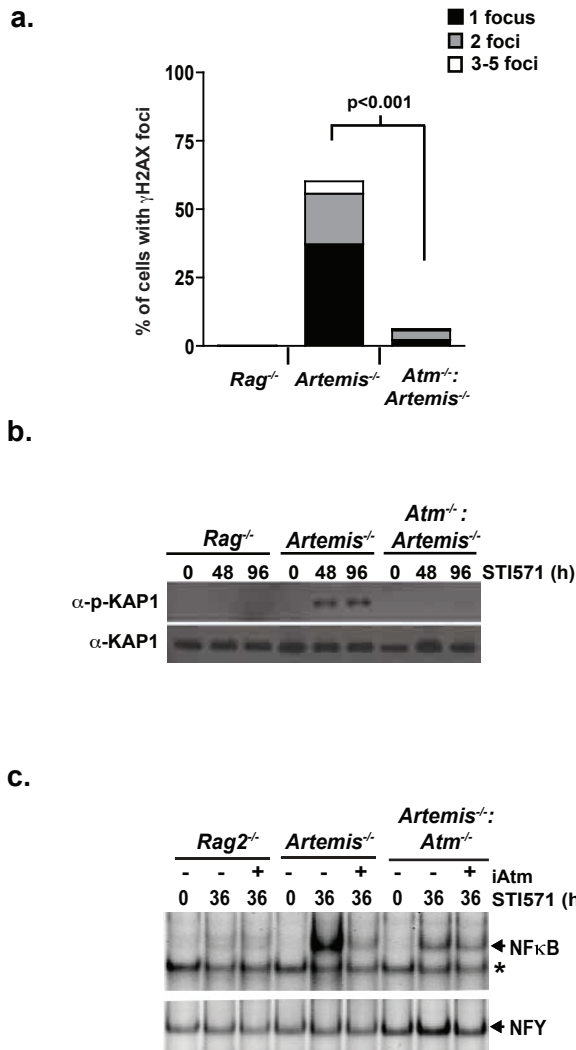 a.
1 focus
2 foci
3-5 foci
% of cells with γH2AX foci
100
75
50
25
0
p<0.001
Rag-/-
Artemis-/-
Atm-/-:
Artemis-/-
b.
Rag-/- Artemis-/- Atm-/-:
Artemis-/-
0 48 96 0 48 96 0 48 96 STI571 (h)
α-p-KAP1
α-KAP1
c.
Rag2-/- Artemis-/- Artemis-/-:
Atm-/-
- - + - - + - - + iAtm
0 36 36 0 36 36 0 36 36 STI571 (h
NFκB
*
NFY